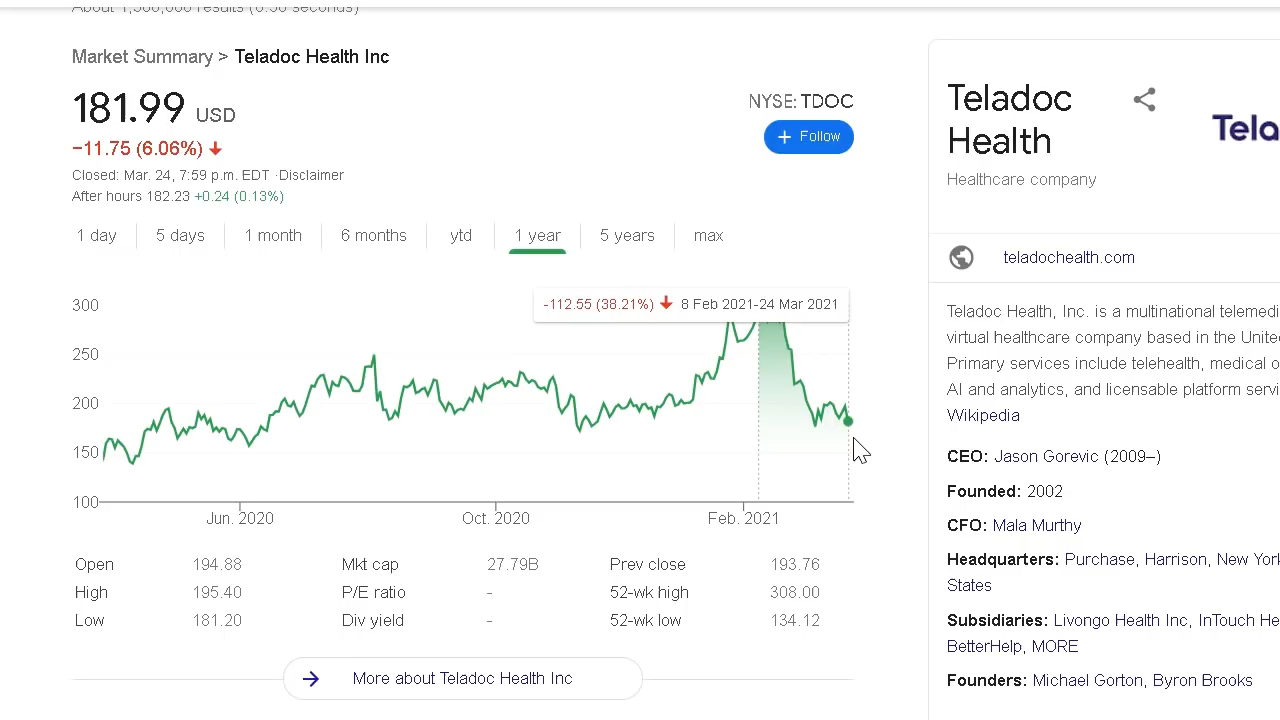 About 1,500,000 results (0.50 seconds)
Market Summary > Teladoc Health Inc
181.99 USD
−11.75 (6.06%)
Closed: Mar. 24, 7:59 p.m. EDT ·Disclaimer
After hours 182.23 +0.24 (0.13%)
NYSE: TDOC
Follow
1 day 5 days 1 month 6 months ytd 1 year 5 years max
-112.55 (38.21%) 8 Feb 2021-24 Mar 2021
300
250
200
150
100
Jun. 2020 Oct. 2020 Feb. 2021
Open 194.88 Mkt cap 27.79B Prev close 193.76
High 195.40 P/E ratio - 52-wk high 308.00
Low 181.20 Div yield - 52-wk low 134.12
More about Teladoc Health Inc
Teladoc
Health
Tela
Healthcare company
teladochealth.com
Teladoc Health, Inc. is a multinational telemedi
virtual healthcare company based in the Unite
Primary services include telehealth, medical o
AI and analytics, and licensable platform servi
Wikipedia
CEO: Jason Gorevic (2009–)
Founded: 2002
CFO: Mala Murthy
Headquarters: Purchase, Harrison, New York
States
Subsidiaries: Livongo Health Inc, InTouch He
BetterHelp, MORE
Founders: Michael Gorton, Byron Brooks